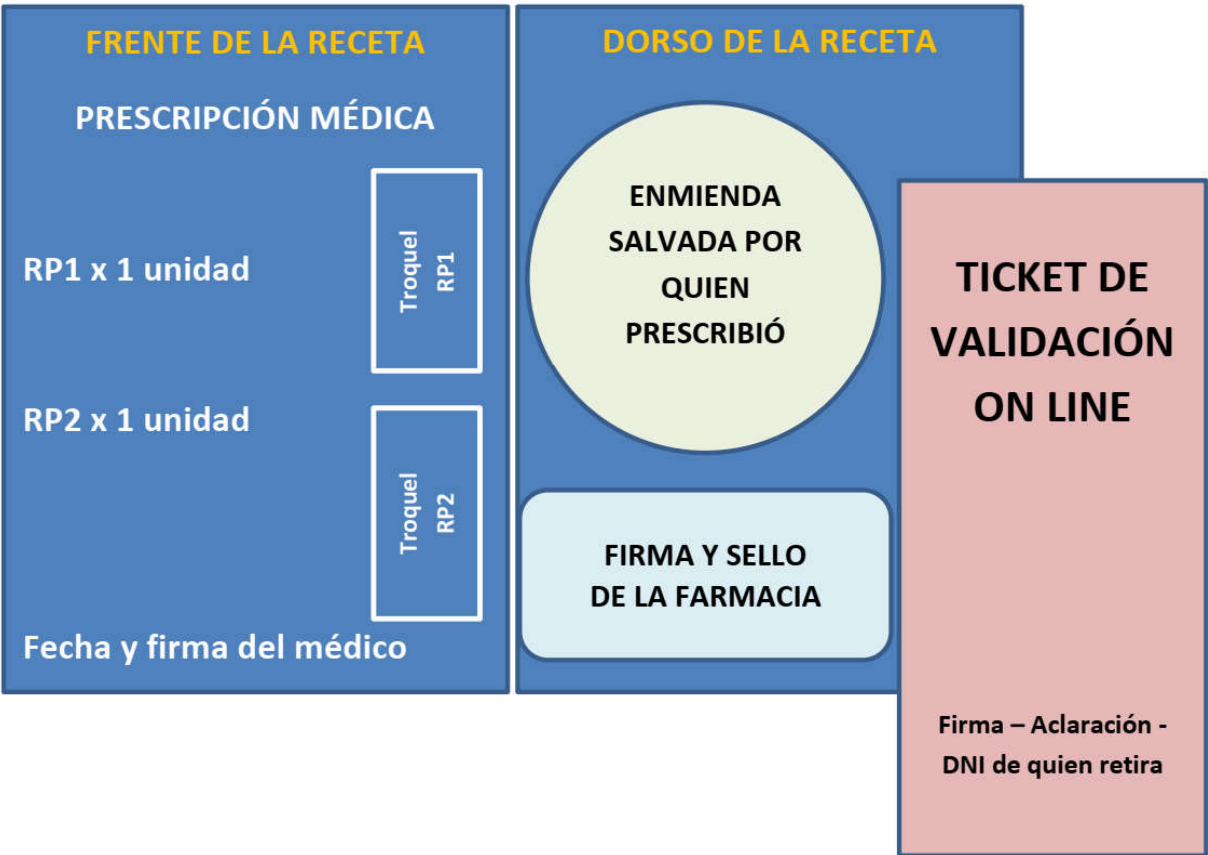 FRENTE DE LA RECETA
PRESCRIPCIÓN MÉDICA
RP1 x 1 unidad
Troquel
RP1
RP2 x 1 unidad
Troquel
RP2
Fecha y firma del médico
DORSO DE LA RECETA
ENMIENDA
SALVADA POR
QUIEN
PRESCRIBIÓ
FIRMA Y SELLO
DE LA FARMACIA
TICKET DE
VALIDACIÓN
ON LINE
Firma – Aclaración -
DNI de quien retira